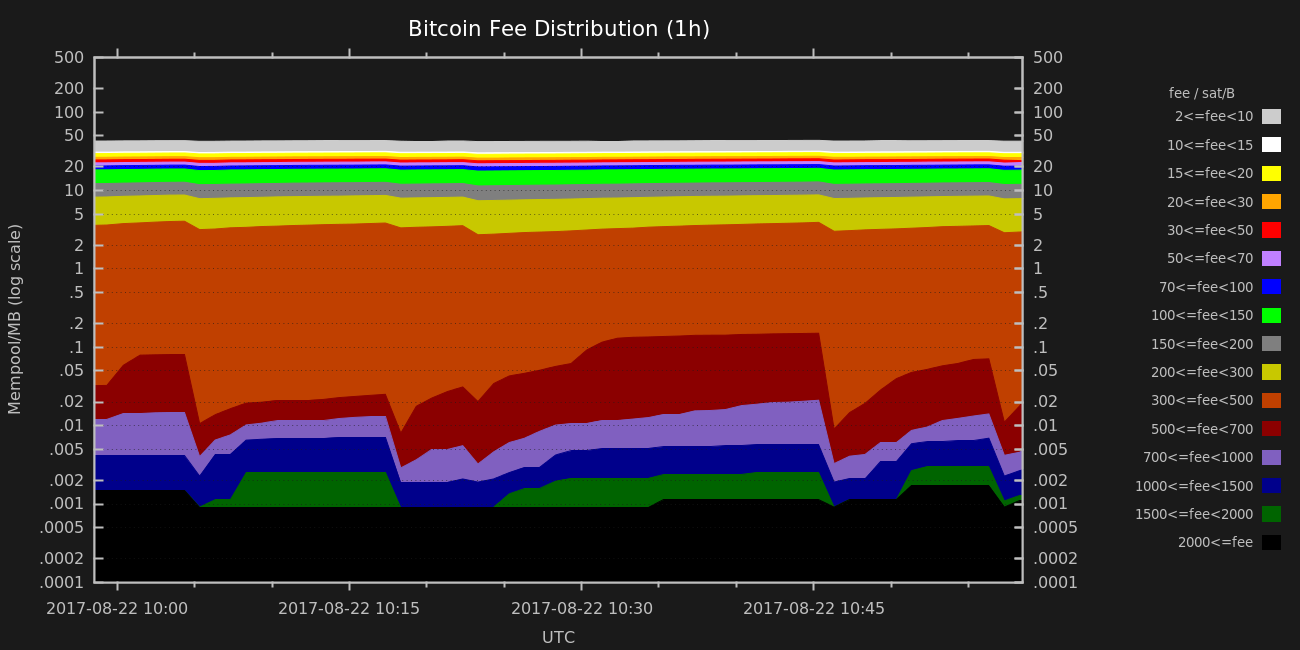 Bitcoin Fee Distribution (1h)
Mempool/MB (log scale)
500
200
100
50
20
10
5
2
1
.5
.2
.1
.05
.02
.01
.005
.002
.001
.0005
.0002
.0001
500
200
100
50
20
10
5
2
1
.5
.2
.1
.05
.02
.01
.005
.002
.001
.0005
.0002
.0001
2017-08-22 10:00 2017-08-22 10:15 2017-08-22 10:30 2017-08-22 10:45
UTC
fee / sat/B
2<=fee<10
10<=fee<15
15<=fee<20
20<=fee<30
30<=fee<50
50<=fee<70
70<=fee<100
100<=fee<150
150<=fee<200
200<=fee<300
300<=fee<500
500<=fee<700
700<=fee<1000
1000<=fee<1500
1500<=fee<2000
2000<=fee